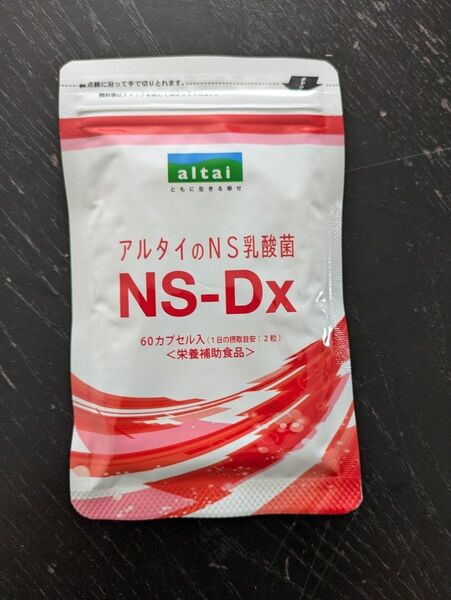 ⬅点線に沿って手で切りとれます。
altai
ともに生きる幸せ
アルタイのNS乳酸菌
NS-Dx
60カプセル入(1日の摂取目安:2粒)
<栄養補助食品>